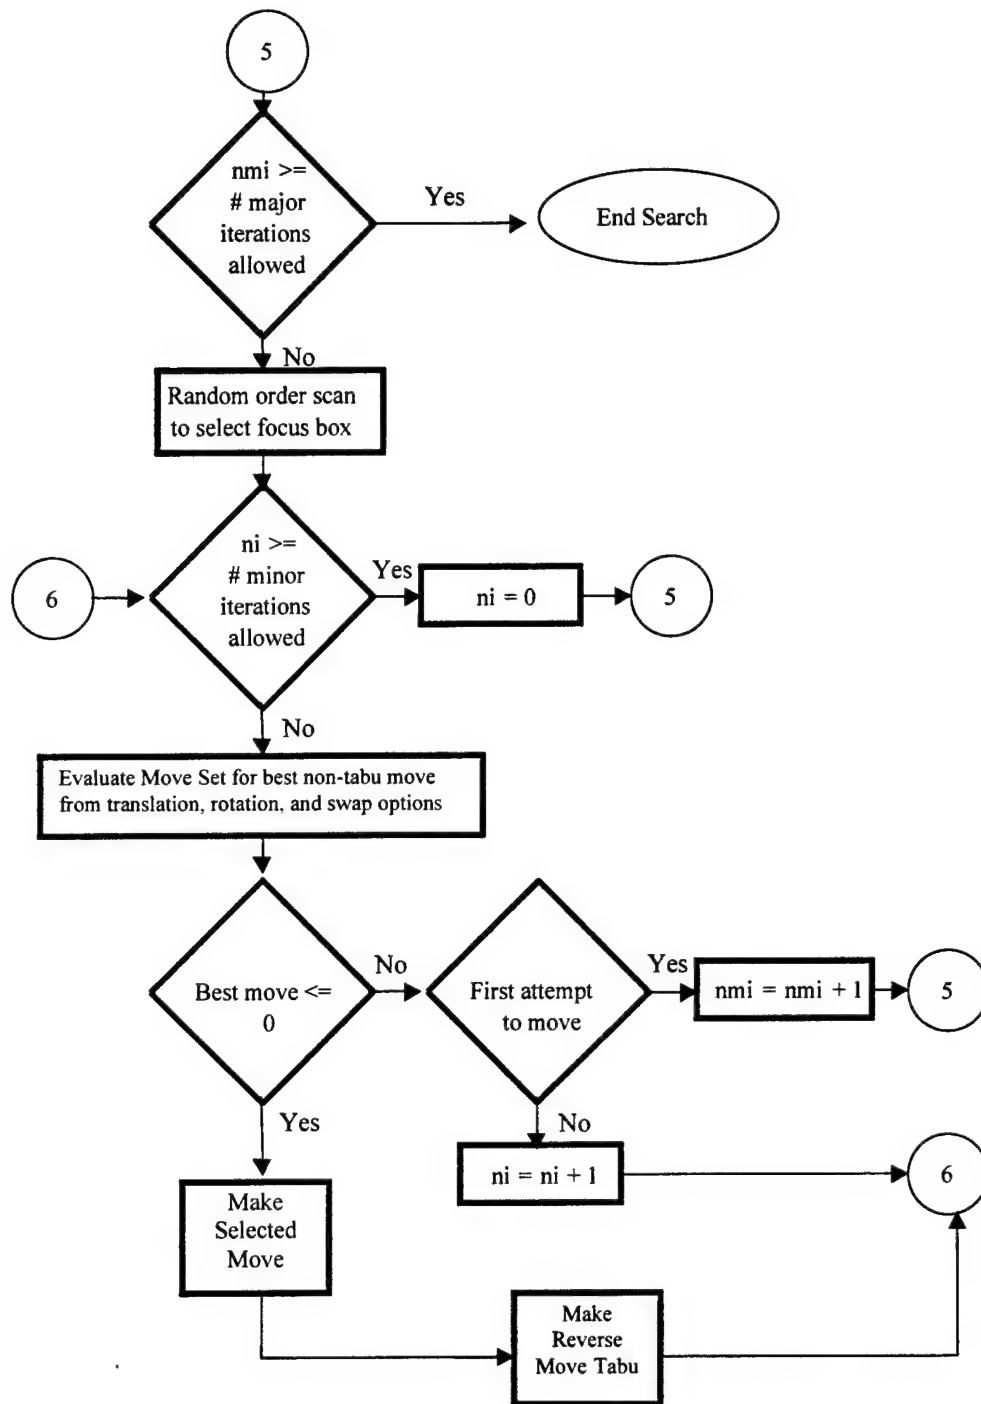 5
nmi >=
# major
iterations
allowed
Yes
End Search
No
Random order scan
to select focus box
6
ni >=
# minor
iterations
allowed
Yes
ni = 0
5
No
Evaluate Move Set for best non-tabu move
from translation, rotation, and swap options
Best move <=
0
No
First attempt
to move
Yes
nmi = nmi + 1
5
Yes
No
ni = ni + 1
6
Make
Selected
Move
Make
Reverse
Move Tabu